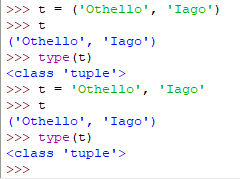 >>> t = ('Othello', 'Iago')
>>> t
('Othello', 'Iago')
>>> type(t)
<class 'tuple'>
>>> t = 'Othello', 'Iago'
>>> t
('Othello', 'Iago')
>>> type(t)
<class 'tuple'>
>>>